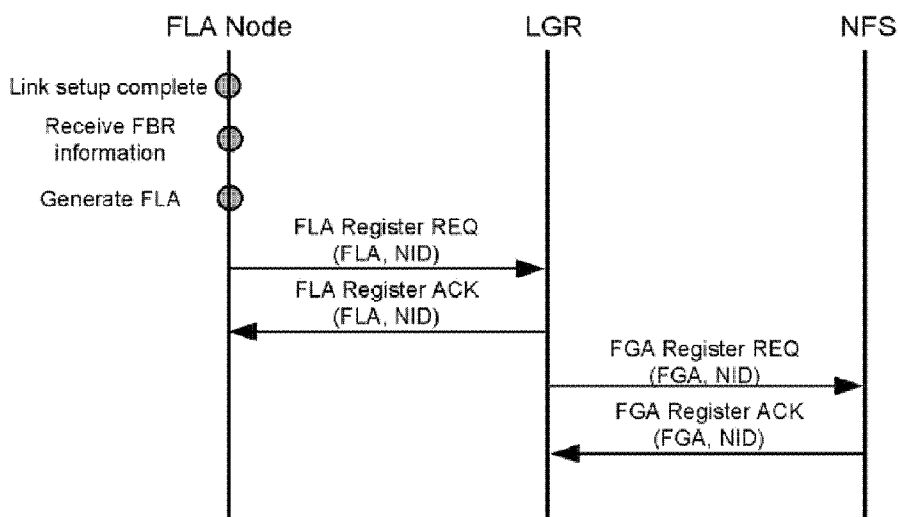 FLA Node
LGR
NFS
Link setup complete
Receive FBR
information
Generate FLA
FLA Register REQ
(FLA, NID)
FLA Register ACK
(FLA, NID)
FGA Register REQ
(FGA, NID)
FGA Register ACK
(FGA, NID)